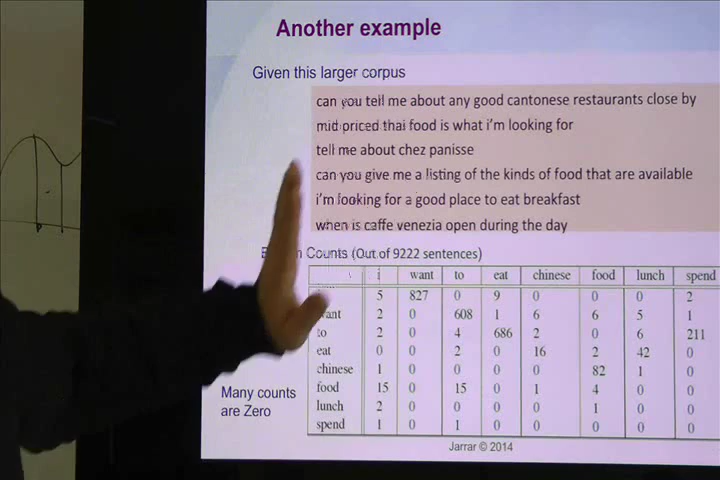 Another example
Given this larger corpus
can you tell me about any good cantonese restaurants close by
mid priced thai food is what i'm looking for
tell me about chez panisse
can you give me a listing of the kinds of food that are available
i'm looking for a good place to eat breakfast
when is caffe venezia open during the day
Counts (Out of 9222 sentences)
i want to eat chinese food lunch spend
5 827 0 9 0 0 0 2
want 2 0 608 1 6 6 5 1
to 2 0 4 686 2 0 6 211
eat 0 0 2 0 16 2 42 0
chinese 1 0 0 0 0 82 1 0
food 15 0 15 0 1 4 0 0
lunch 2 0 0 0 0 1 0 0
spend 1 0 1 0 0 0 0 0
Many counts
are Zero
Jarrar © 2014